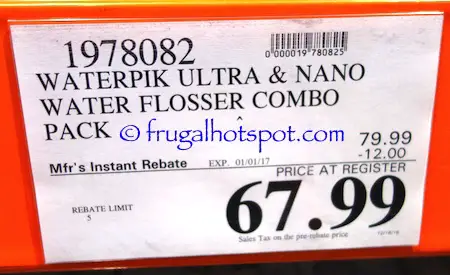 1978082
0000019780825
WATERPIK ULTRA & NANO
WATER FLOSSER COMBO
PACK
© frugalhotspot.com
79.99
Mfr's Instant Rebate EXP. 01/01/17 -12.00
PRICE AT REGISTER
67.99
REBATE LIMIT
5
Sales Tax on the pre-rebate price